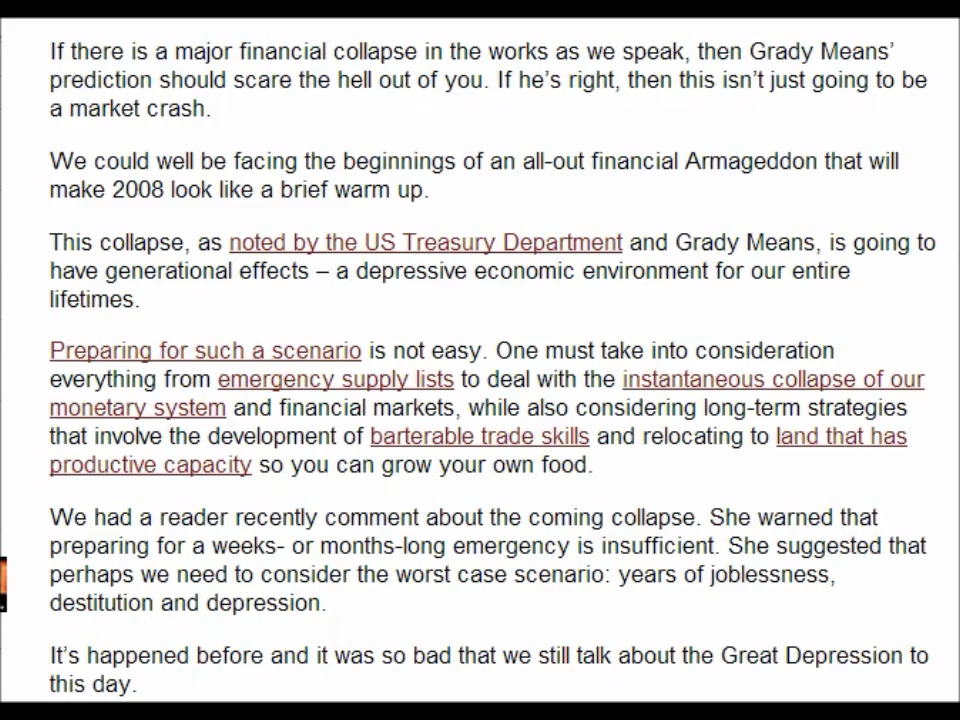 If there is a major financial collapse in the works as we speak, then Grady Means’
prediction should scare the hell out of you. If he’s right, then this isn’t just going to be
a market crash.
We could well be facing the beginnings of an all-out financial Armageddon that will
make 2008 look like a brief warm up.
This collapse, as noted by the US Treasury Department and Grady Means, is going to
have generational effects – a depressive economic environment for our entire
lifetimes.
Preparing for such a scenario is not easy. One must take into consideration
everything from emergency supply lists to deal with the instantaneous collapse of our
monetary system and financial markets, while also considering long-term strategies
that involve the development of barterable trade skills and relocating to land that has
productive capacity so you can grow your own food.
We had a reader recently comment about the coming collapse. She warned that
preparing for a weeks- or months-long emergency is insufficient. She suggested that
perhaps we need to consider the worst case scenario: years of joblessness,
destitution and depression.
It’s happened before and it was so bad that we still talk about the Great Depression to
this day.